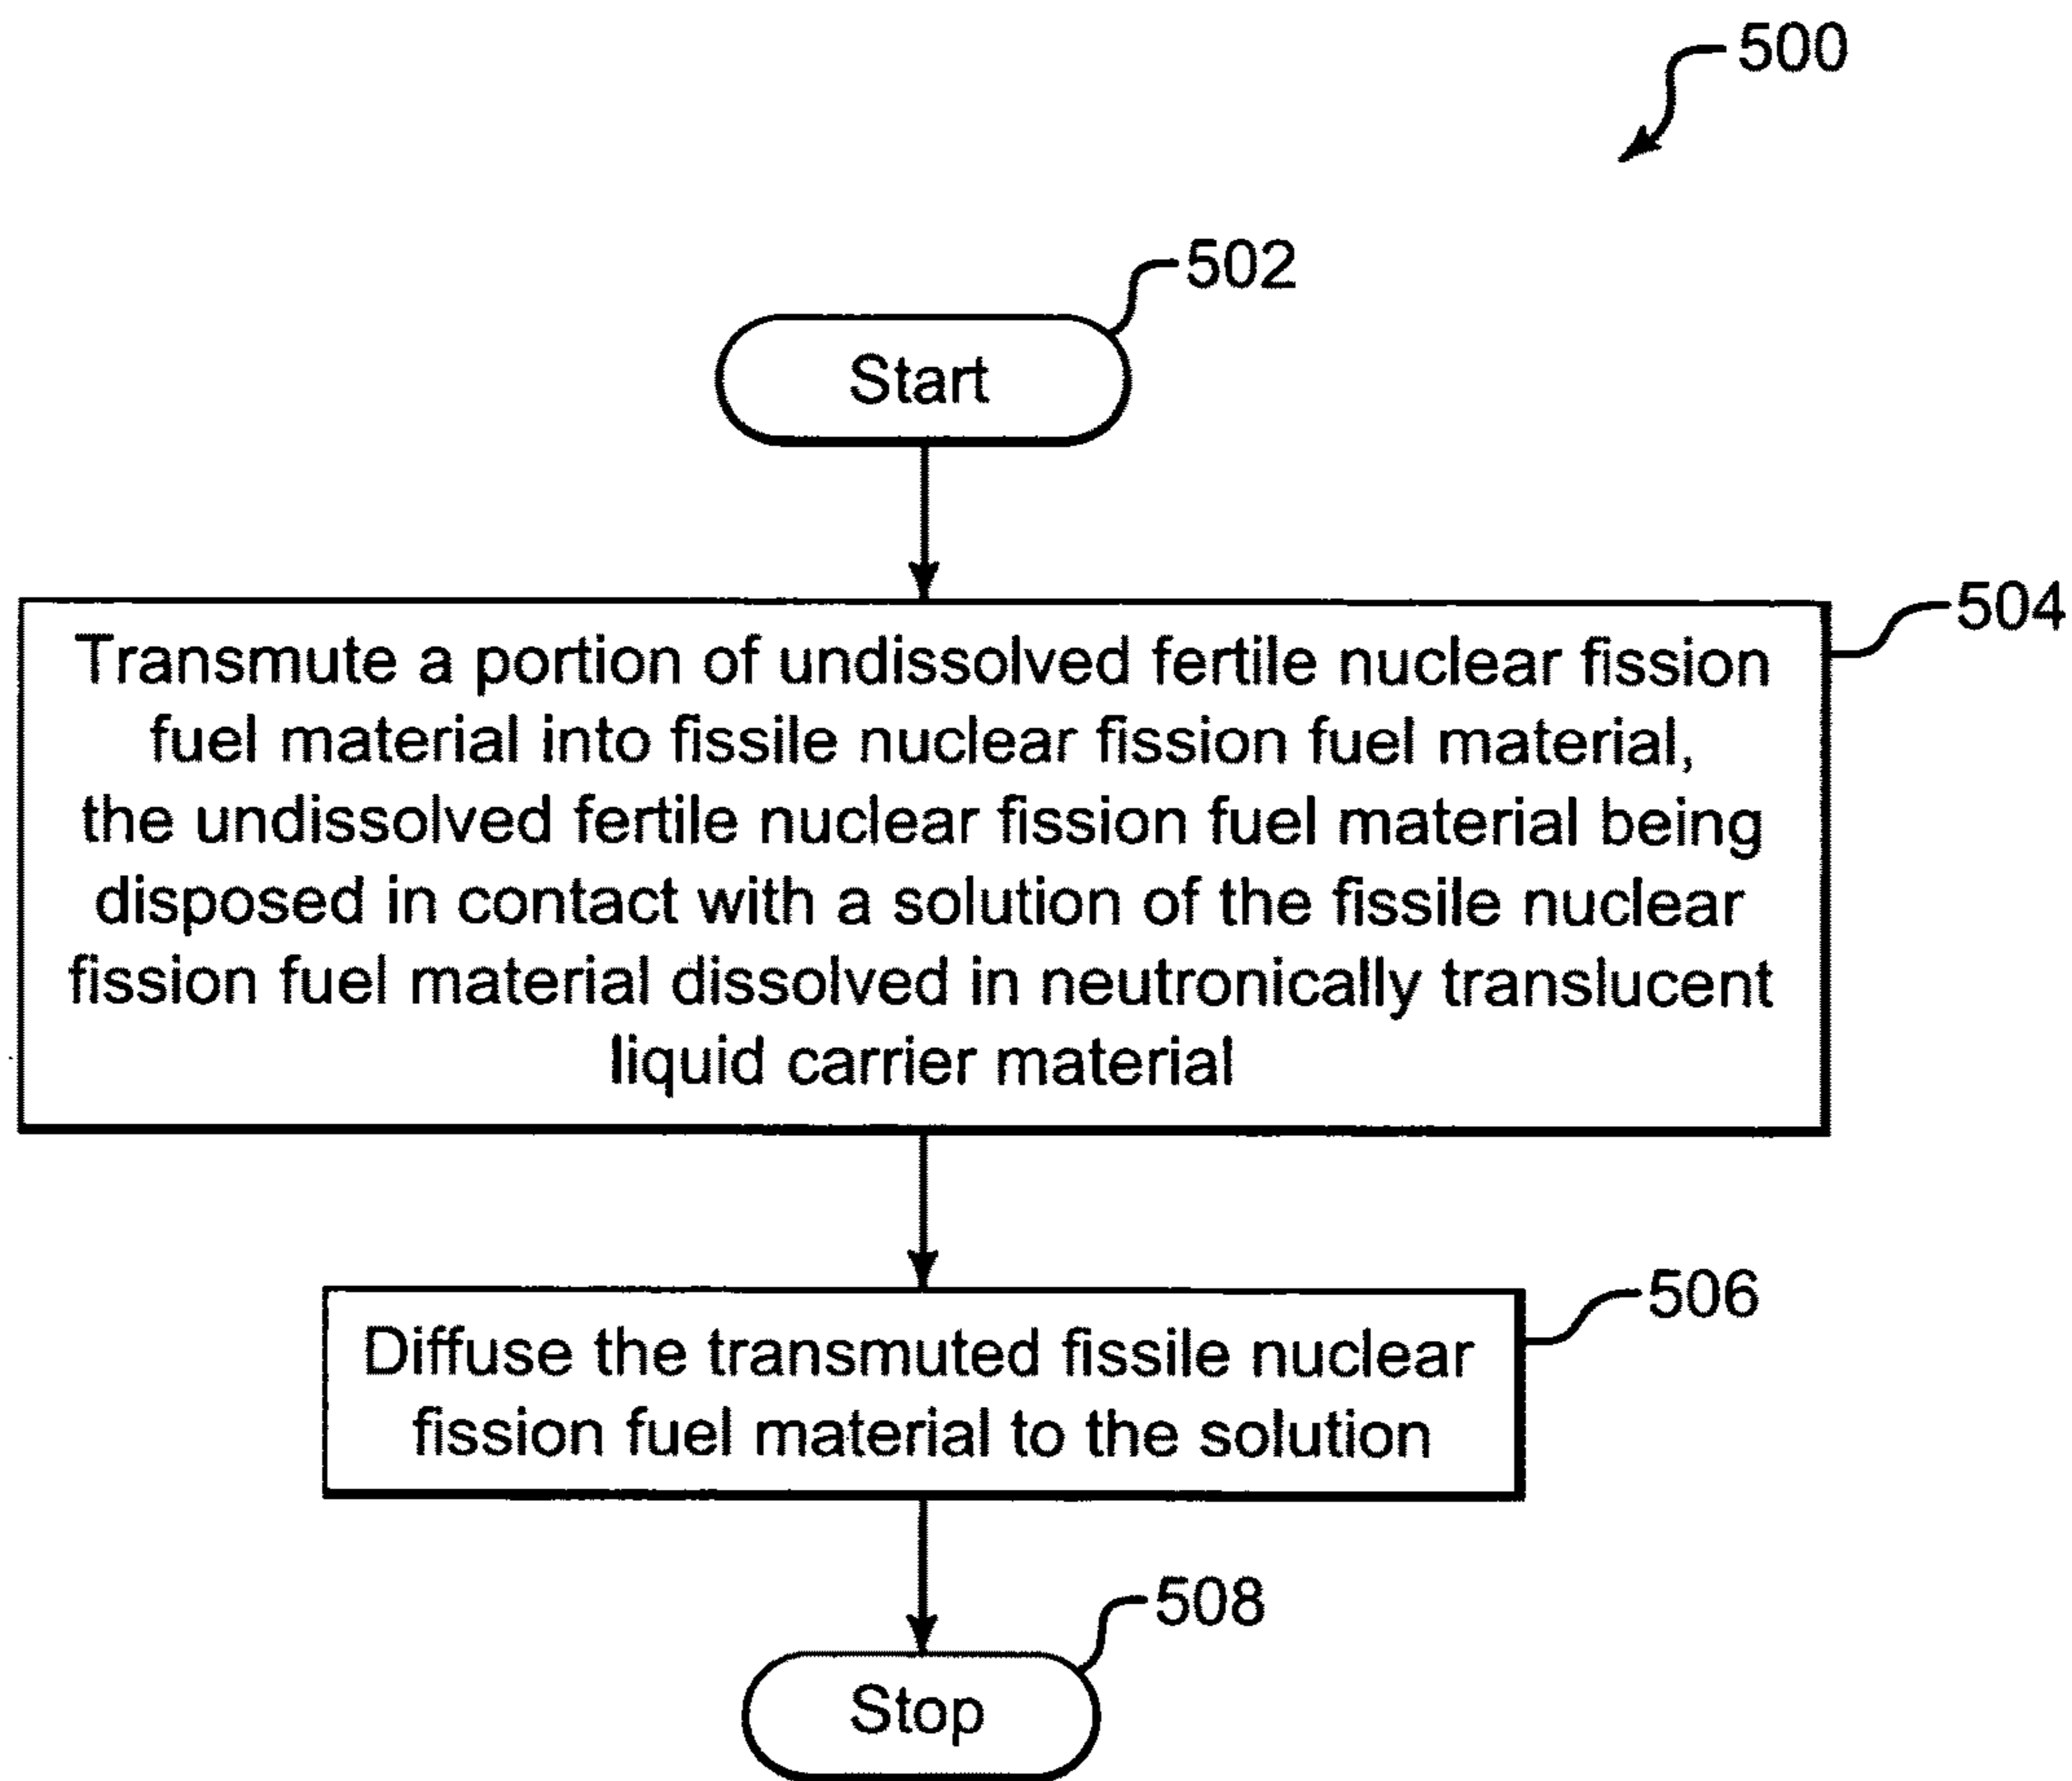 500
502
Start
504
Transmute a portion of undissolved fertile nuclear fission
fuel material into fissile nuclear fission fuel material,
the undissolved fertile nuclear fission fuel material being
disposed in contact with a solution of the fissile nuclear
fission fuel material dissolved in neutronically translucent
liquid carrier material
506
Diffuse the transmuted fissile nuclear
fission fuel material to the solution
508
Stop